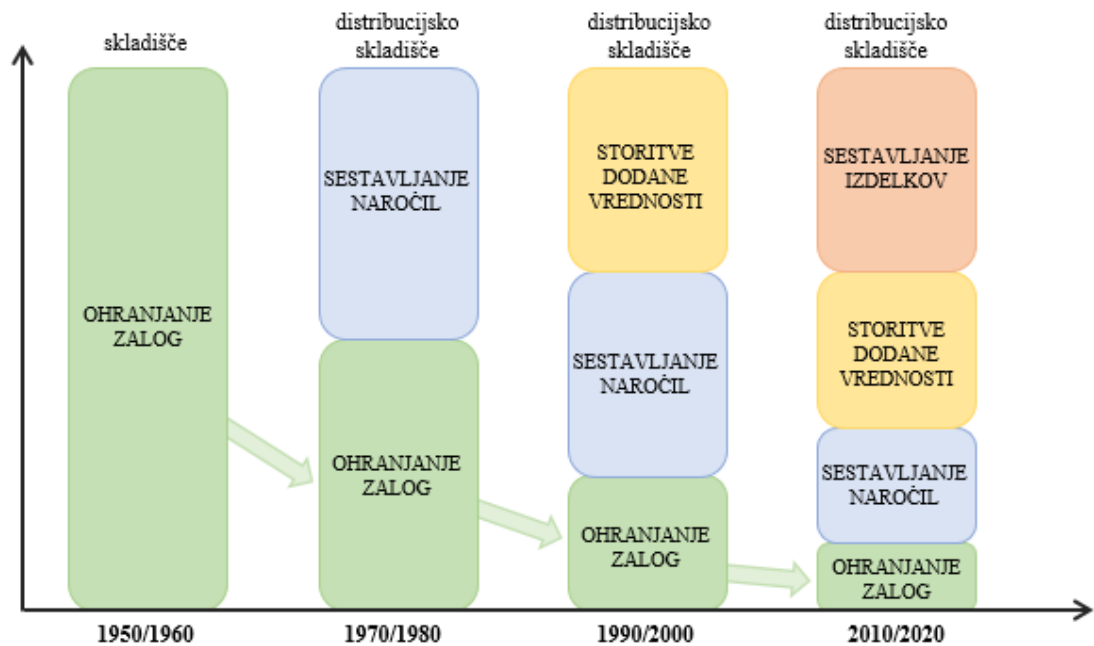 skladišče
distribucijsko
skladišče
distribucijsko
skladišče
distribucijsko
skladišče
OHRANJANJE
ZALOG
SESTAVLJANJE
NAROČIL
OHRANJANJE
ZALOG
STORITVE
DODANE
VREDNOSTI
SESTAVLJANJE
NAROČIL
OHRANJANJE
ZALOG
SESTAVLJANJE
IZDELKOV
STORITVE
DODANE
VREDNOSTI
SESTAVLJANJE
NAROČIL
OHRANJANJE
ZALOG
1950/1960
1970/1980
1990/2000
2010/2020